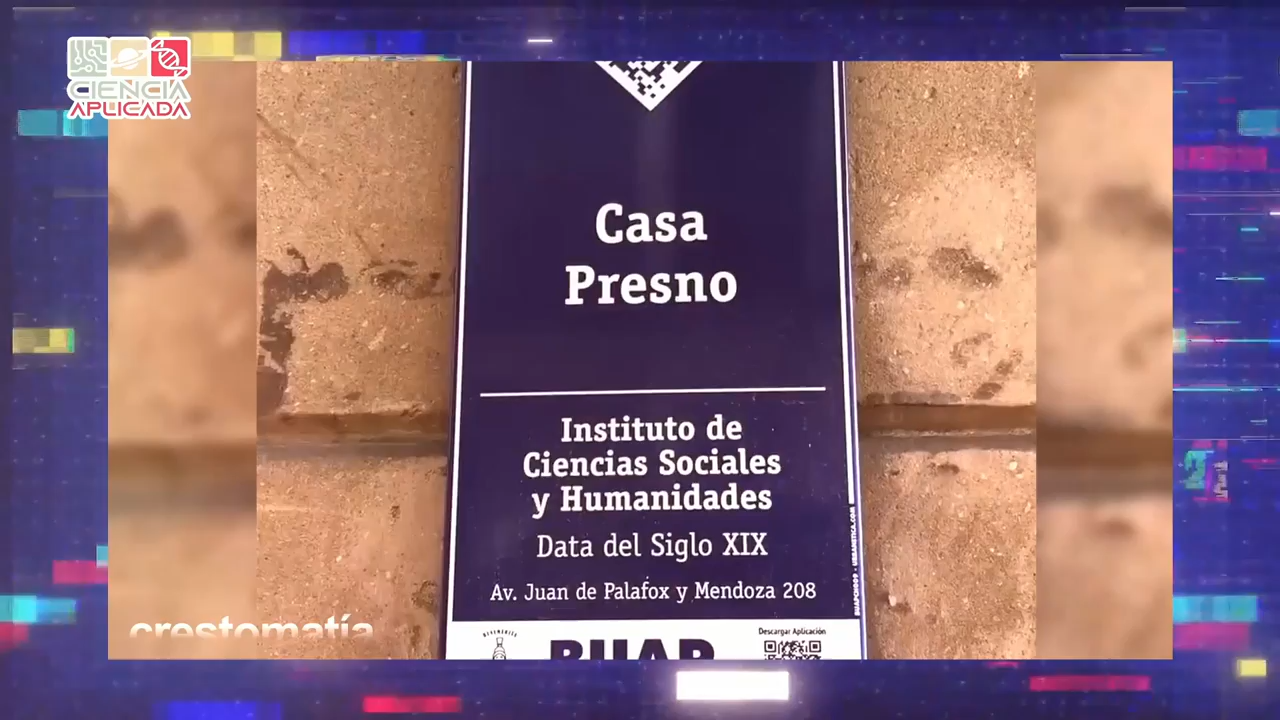 CIENCIA
APLICADA
Casa
Presno
Instituto de
Ciencias Sociales
y Humanidades
Data del Siglo XIX
Av. Juan de Palafox y Mendoza 208
BUAP
Descargar Aplicación
crestomatía